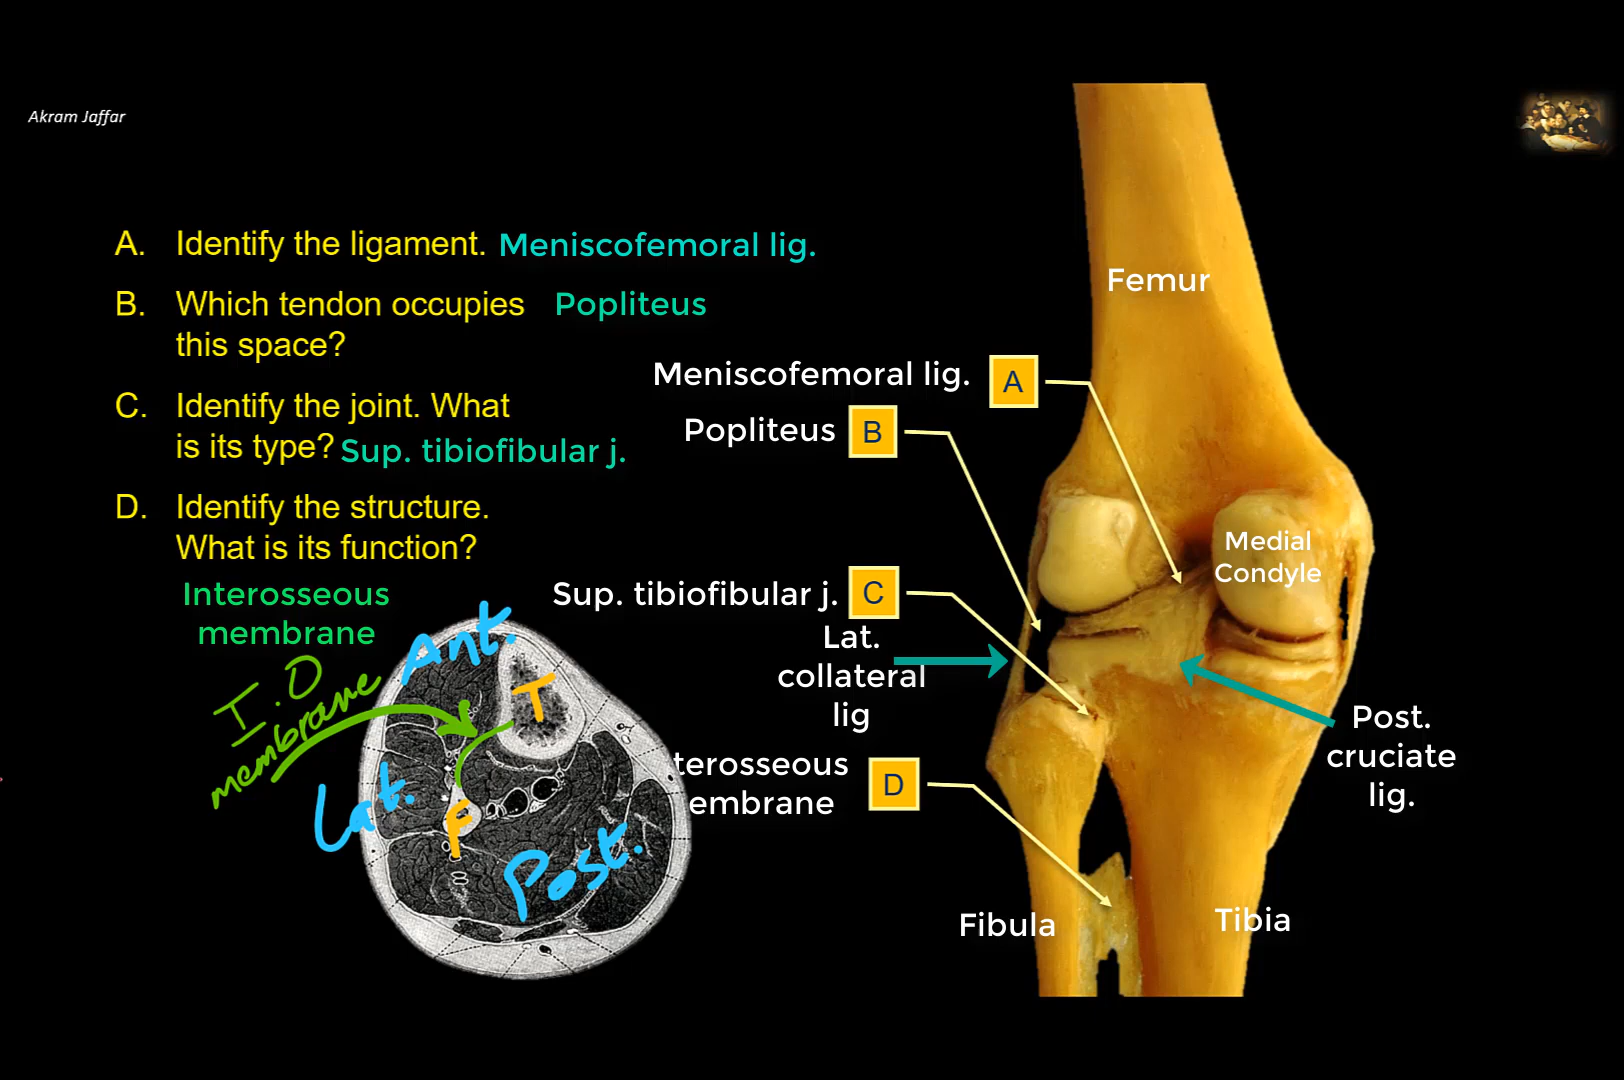 Akram Jaffar
A. Identify the ligament. Meniscofemoral lig.
B. Which tendon occupies Popliteus
this space?
C. Identify the joint. What
is its type? Sup. tibiofibular j.
D. Identify the structure.
What is its function?
Interosseous
membrane
Ant.
I.O
membrane
T
Lat.
F
Post.
Femur
Meniscofemoral lig. A
Popliteus B
Medial
Condyle
Sup. tibiofibular j. C
Lat.
collateral
lig
Post.
cruciate
lig.
terosseous
embrane
D
Fibula
Tibia